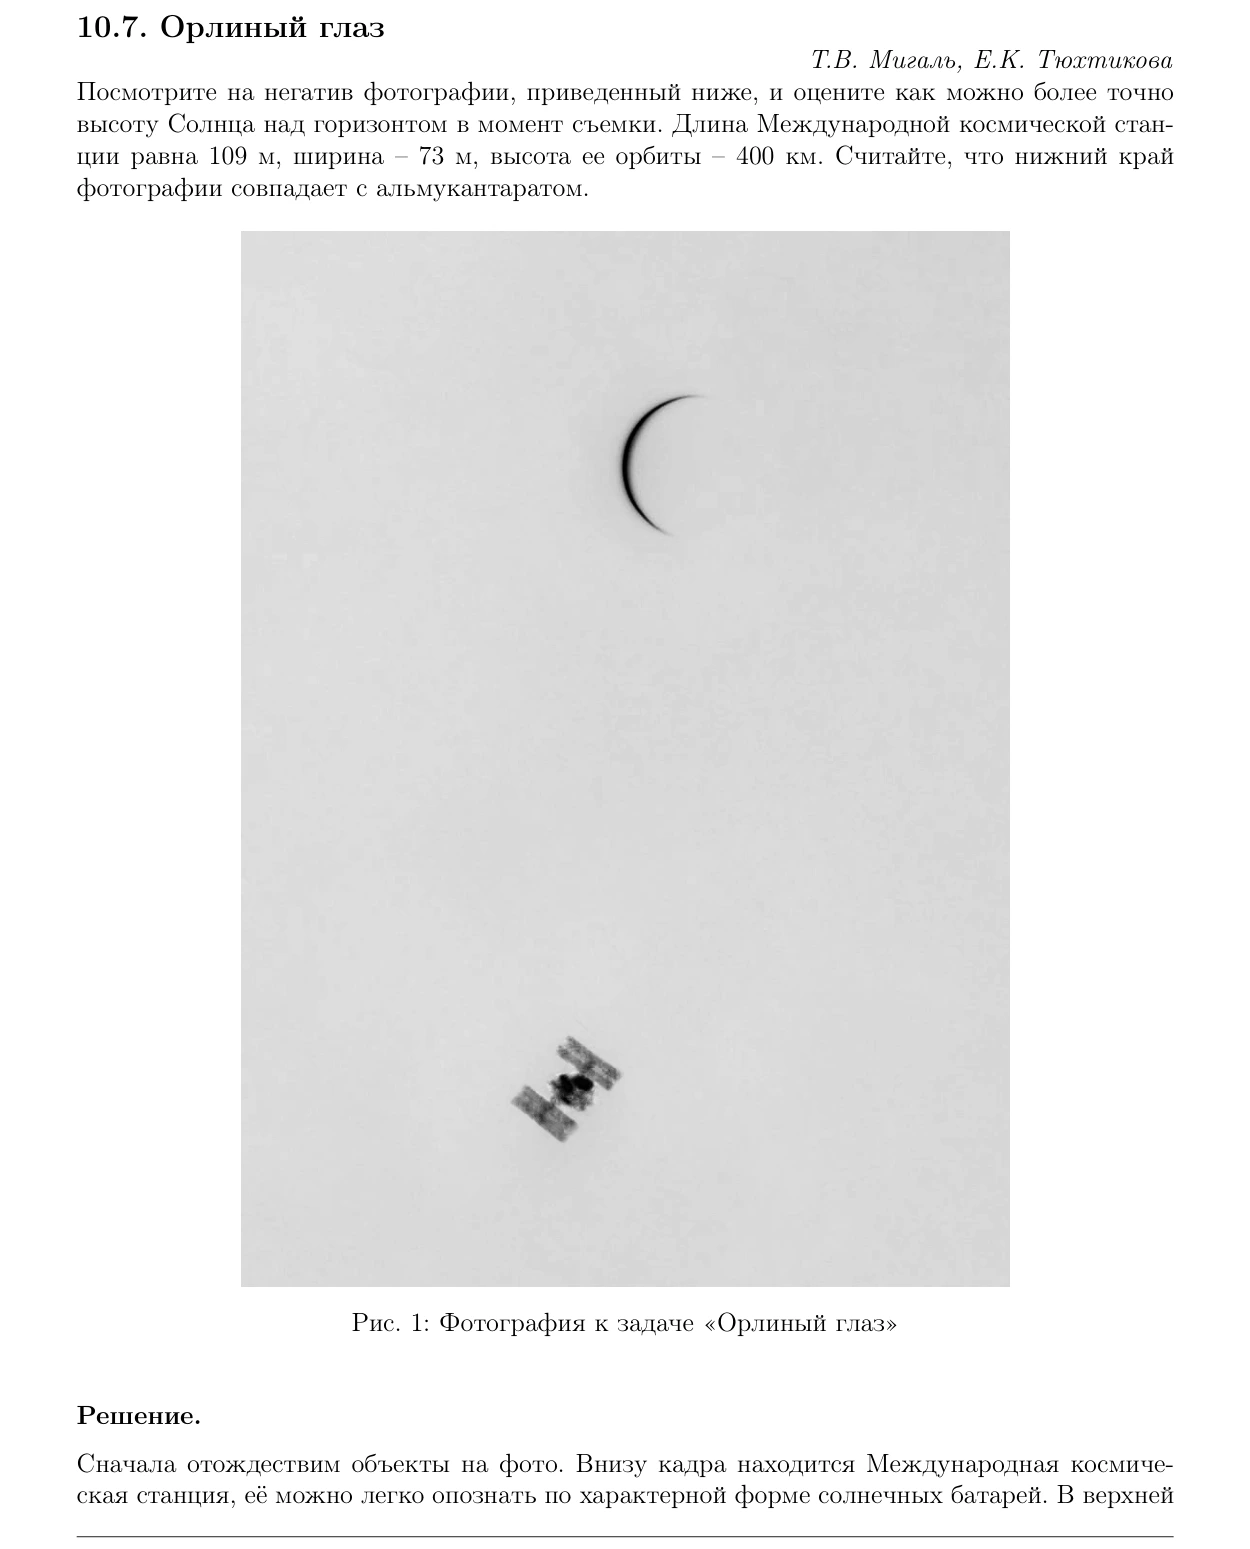 10.7. Орлиный глаз
Т.В. Мигаль, Е.К. Тюхтикова
Посмотрите на негатив фотографии, приведенный ниже, и оцените как можно более точно
высоту Солнца над горизонтом в момент съемки. Длина Международной космической стан-
ции равна 109 м, ширина – 73 м, высота ее орбиты – 400 км. Считайте, что нижний край
фотографии совпадает с альмукантаратом.
Рис. 1: Фотография к задаче «Орлиный глаз»
Решение.
Сначала отождествим объекты на фото. Внизу кадра находится Международная космиче-
ская станция, её можно легко опознать по характерной форме солнечных батарей. В верхней